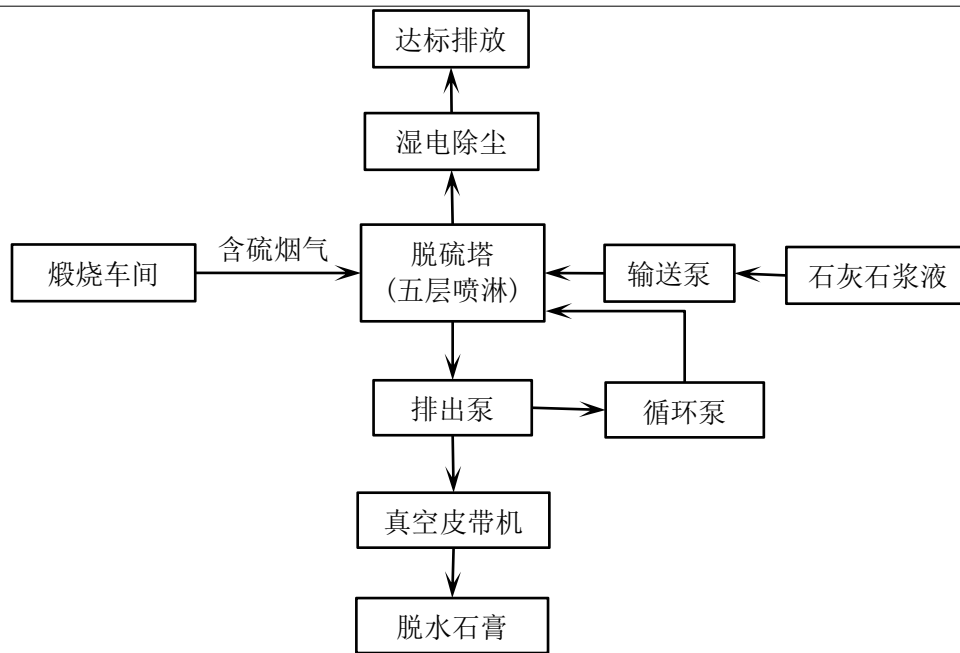 达标排放
湿电除尘
含硫烟气
煅烧车间
脱硫塔
(五层喷淋)
输送泵
石灰石浆液
排出泵
循环泵
真空皮带机
脱水石膏